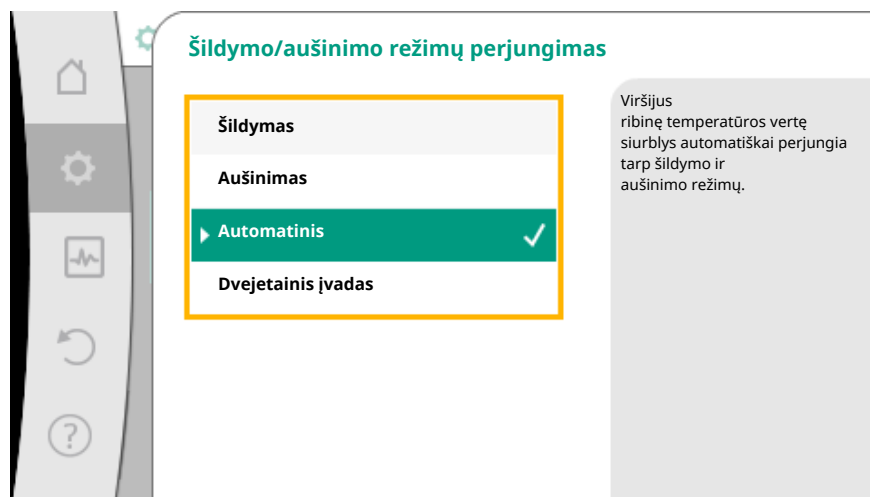 Šildymo/aušinimo režimų perjungimas
Šildymas
Aušinimas
Automatinis
Dvejetainis įvadas
Viršijus
ribinę temperatūros vertę
siurblys automatiškai perjungia
tarp šildymo ir
aušinimo režimų.
?